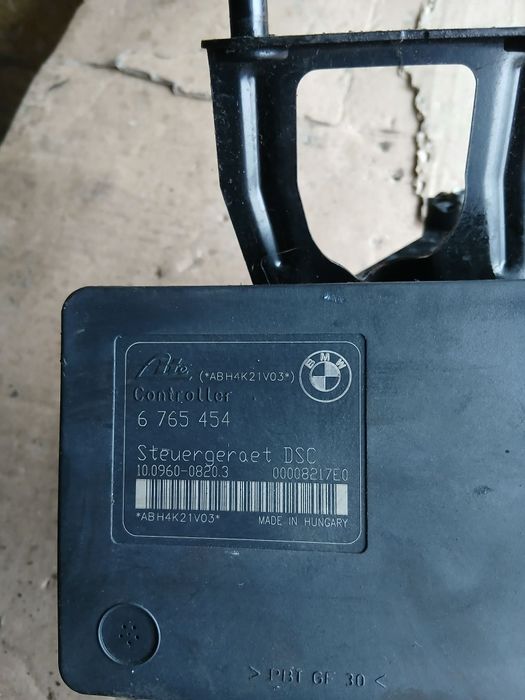 Ate (*ABH4K21V03*)
BMW
Controller
6 765 454
Steuergeraet DSC
10.0960-0820.3 00008217E0
*ABH4K21V03* MADE IN HUNGARY
> PBT GF 30 <